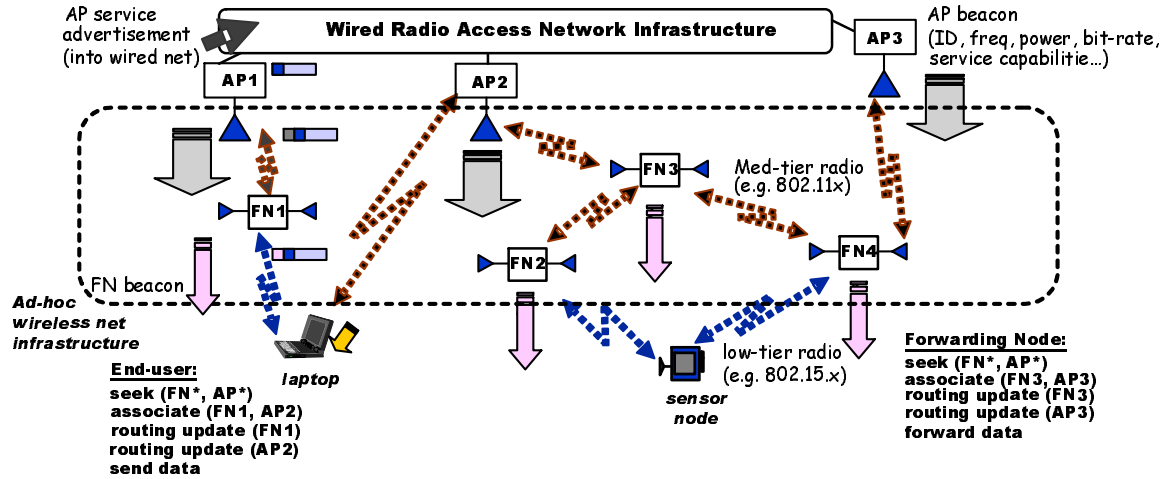 AP service
advertisement
(into wired net)
Wired Radio Access Network Infrastructure
AP beacon
(ID, freq, power, bit-rate,
service capabilitie…)
AP1
AP2
AP3
FN1
FN3
Med-tier radio
(e.g. 802.11x)
FN2
FN4
FN beacon
Ad-hoc
wireless net
infrastructure
laptop
low-tier radio
(e.g. 802.15.x)
sensor
node
End-user:
seek (FN*, AP*)
associate (FN1, AP2)
routing update (FN1)
routing update (AP2)
send data
Forwarding Node:
seek (FN*, AP*)
associate (FN3, AP3)
routing update (FN3)
routing update (AP3)
forward data